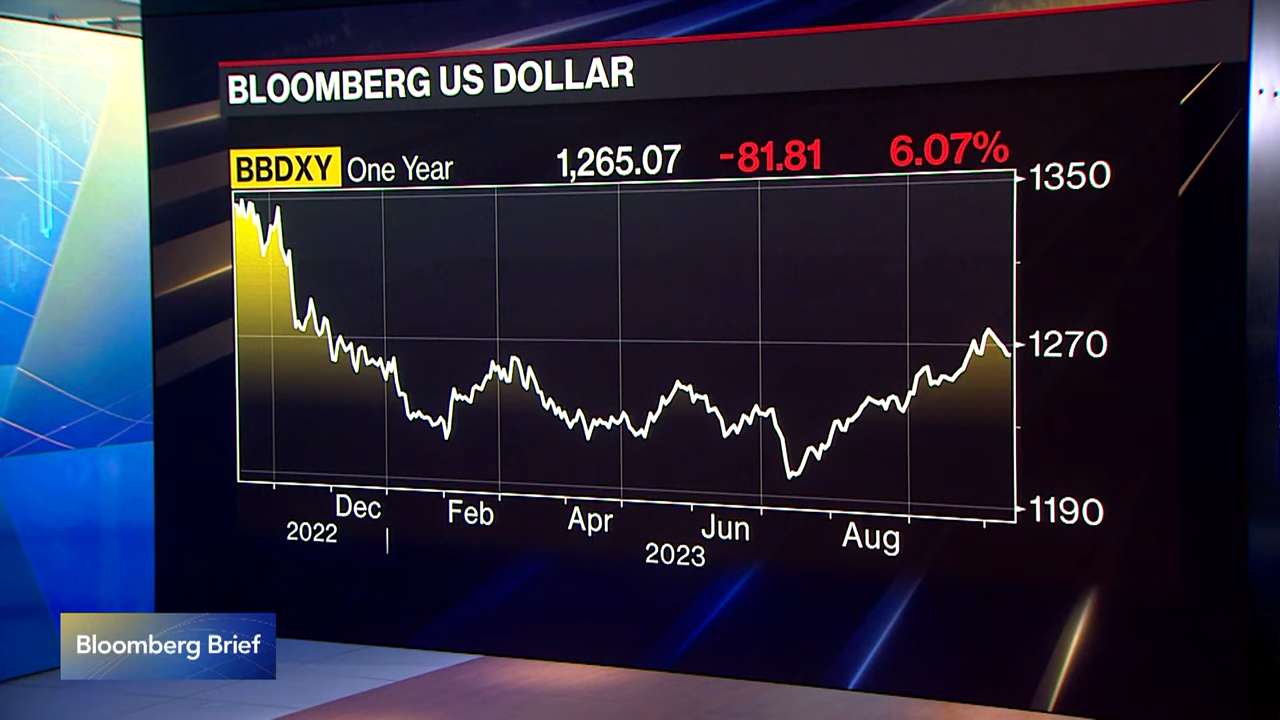 BLOOMBERG US DOLLAR
BBDXY One Year 1,265.07 -81.81 6.07%
1350
1270
1190
Dec Feb Apr Jun Aug
2022 2023
Bloomberg Brief